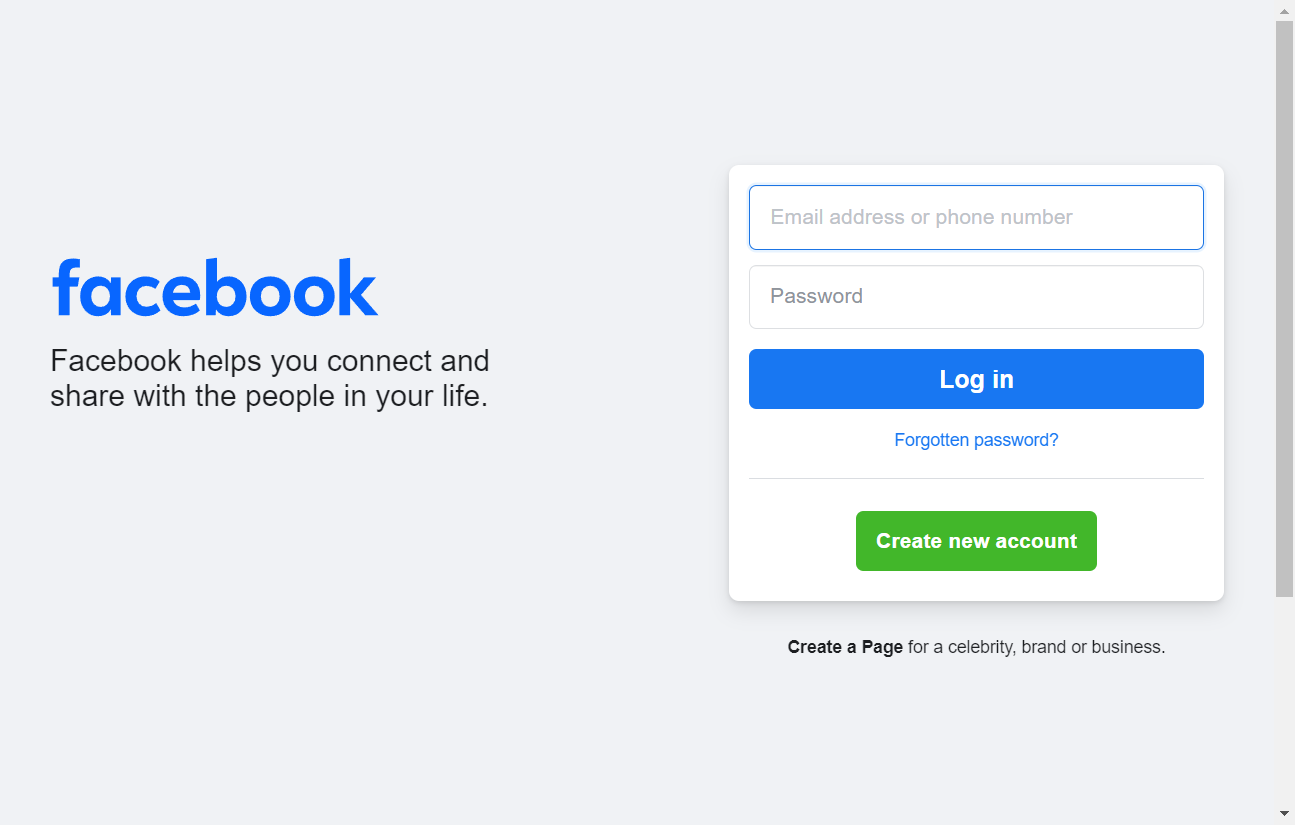 facebook
Facebook helps you connect and
share with the people in your life.
Email address or phone number
Password
Log in
Forgotten password?
Create new account
Create a Page for a celebrity, brand or business.